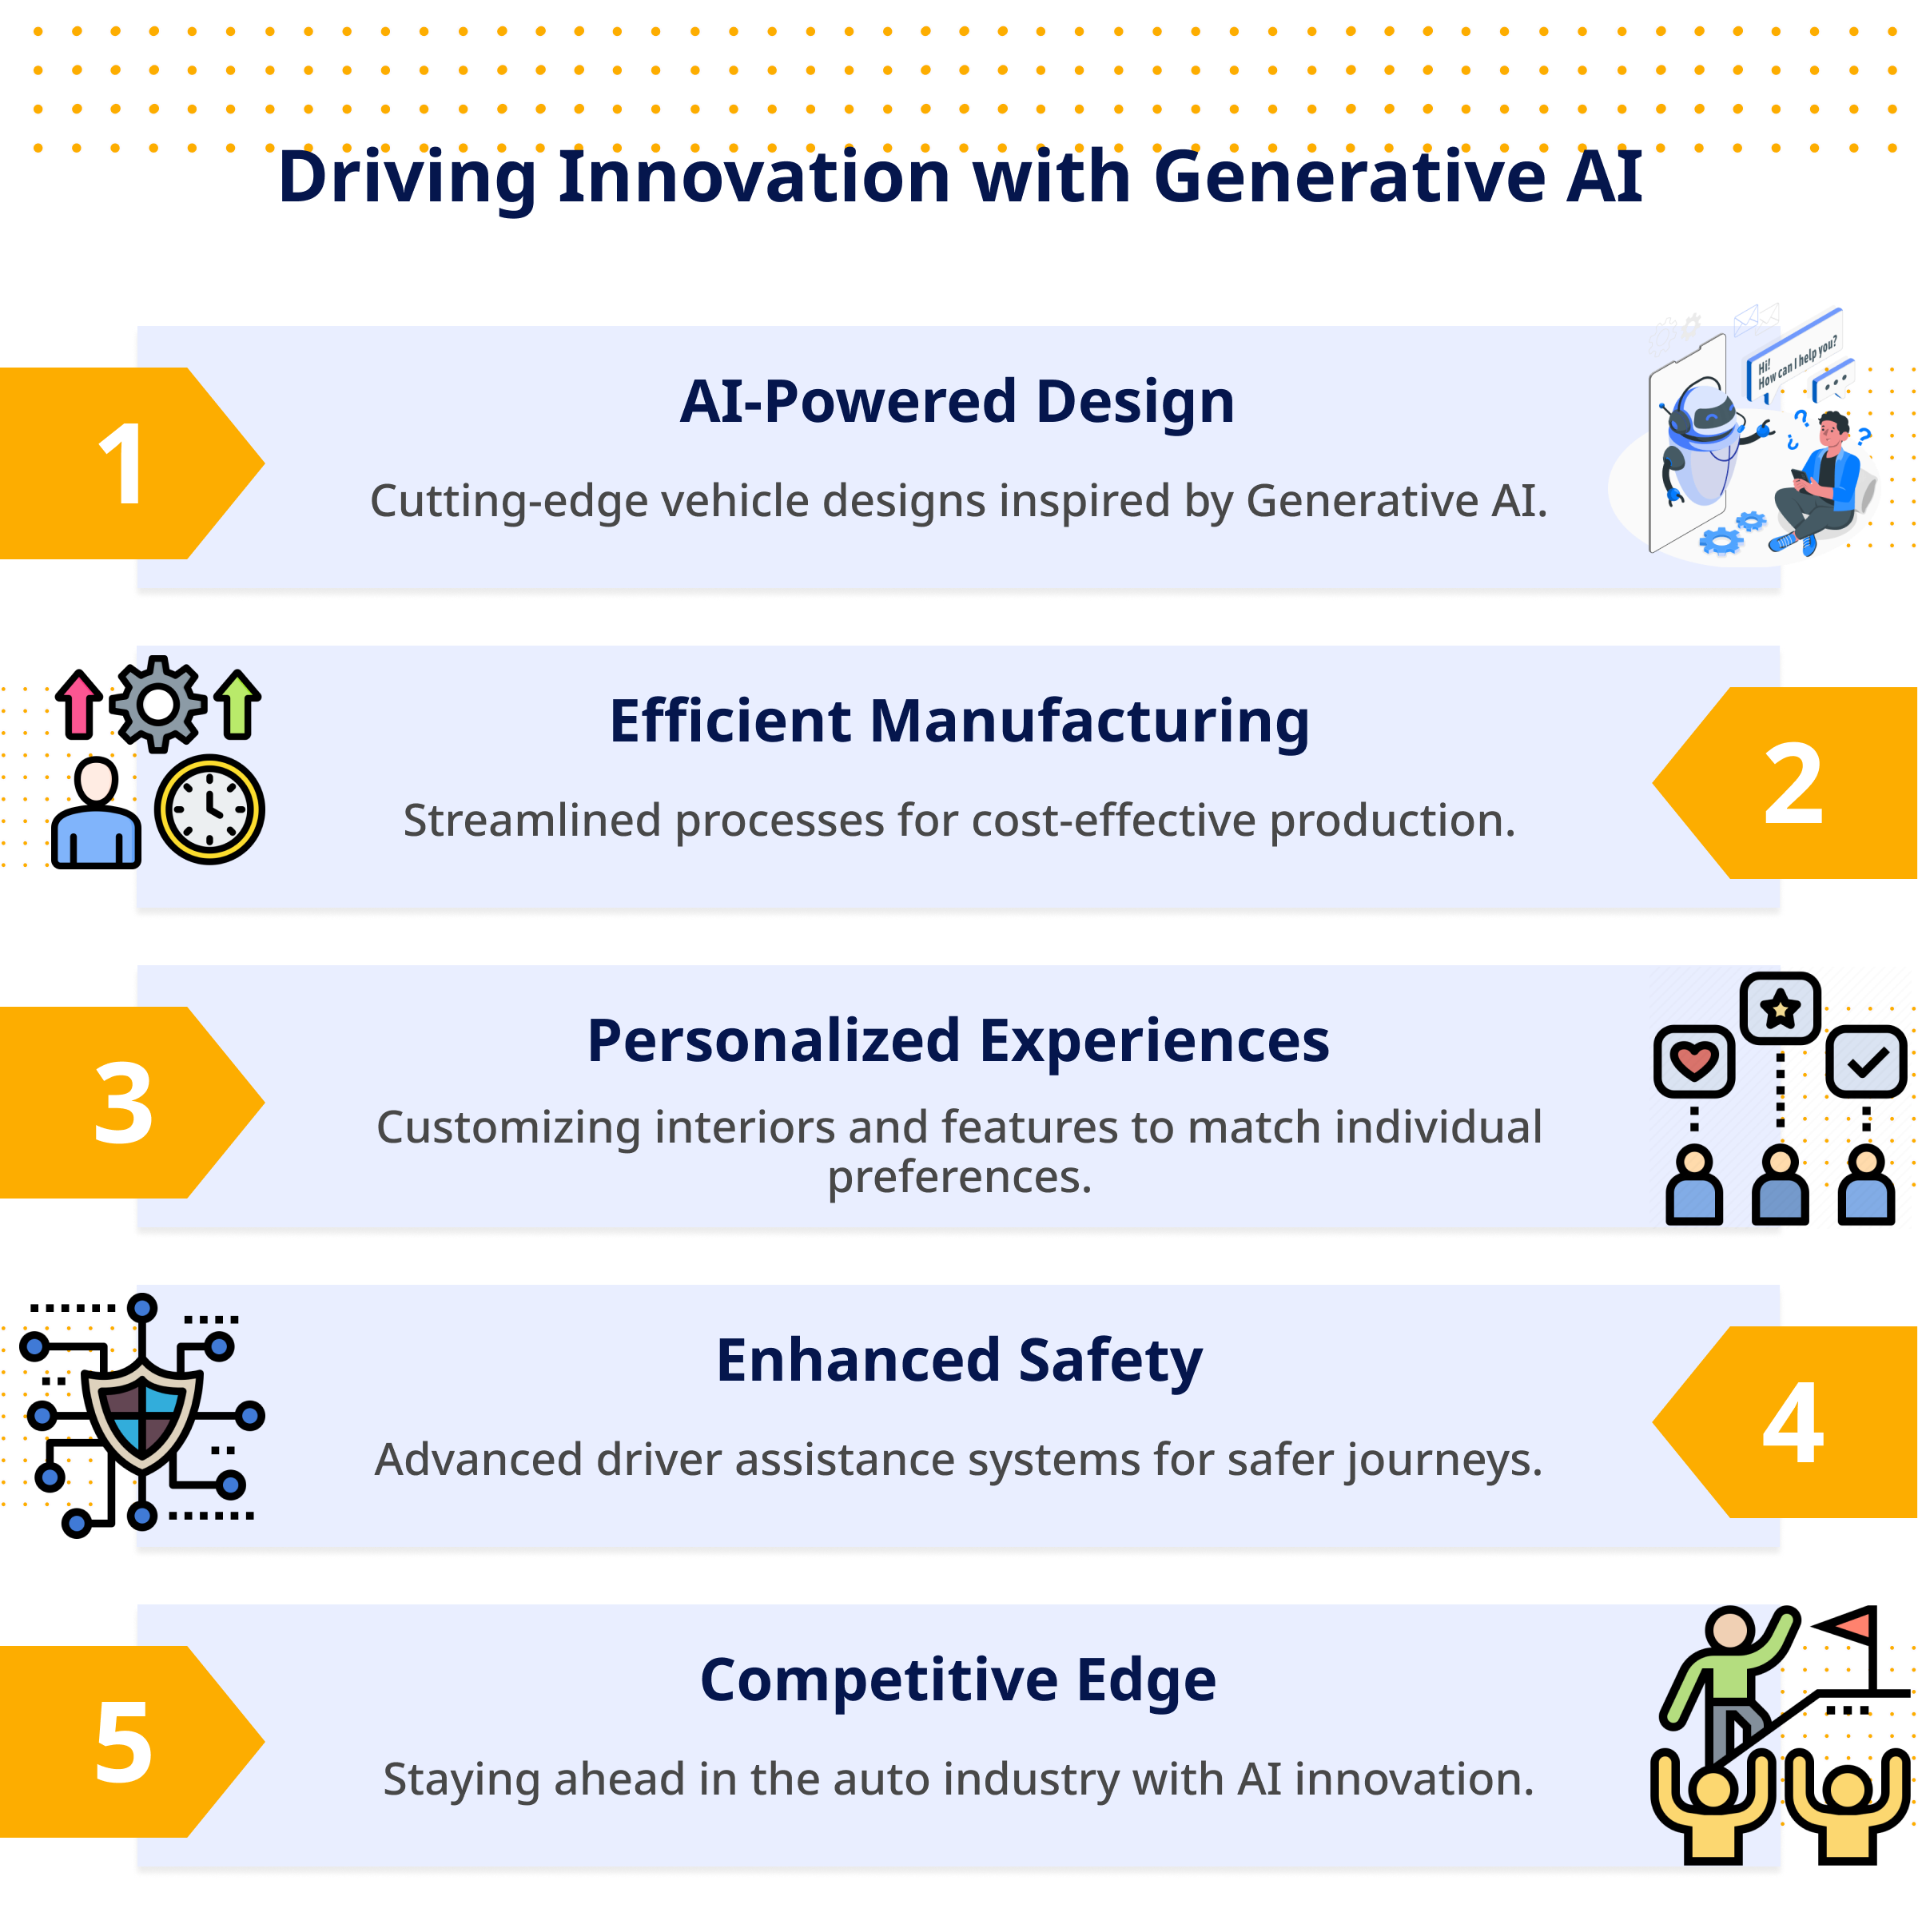 Driving Innovation with Generative AI
1
AI-Powered Design
Cutting-edge vehicle designs inspired by Generative AI.
Hi!
How can I help you?
Efficient Manufacturing
Streamlined processes for cost-effective production.
2
3
Personalized Experiences
Customizing interiors and features to match individual
preferences.
Enhanced Safety
Advanced driver assistance systems for safer journeys.
4
5
Competitive Edge
Staying ahead in the auto industry with AI innovation.